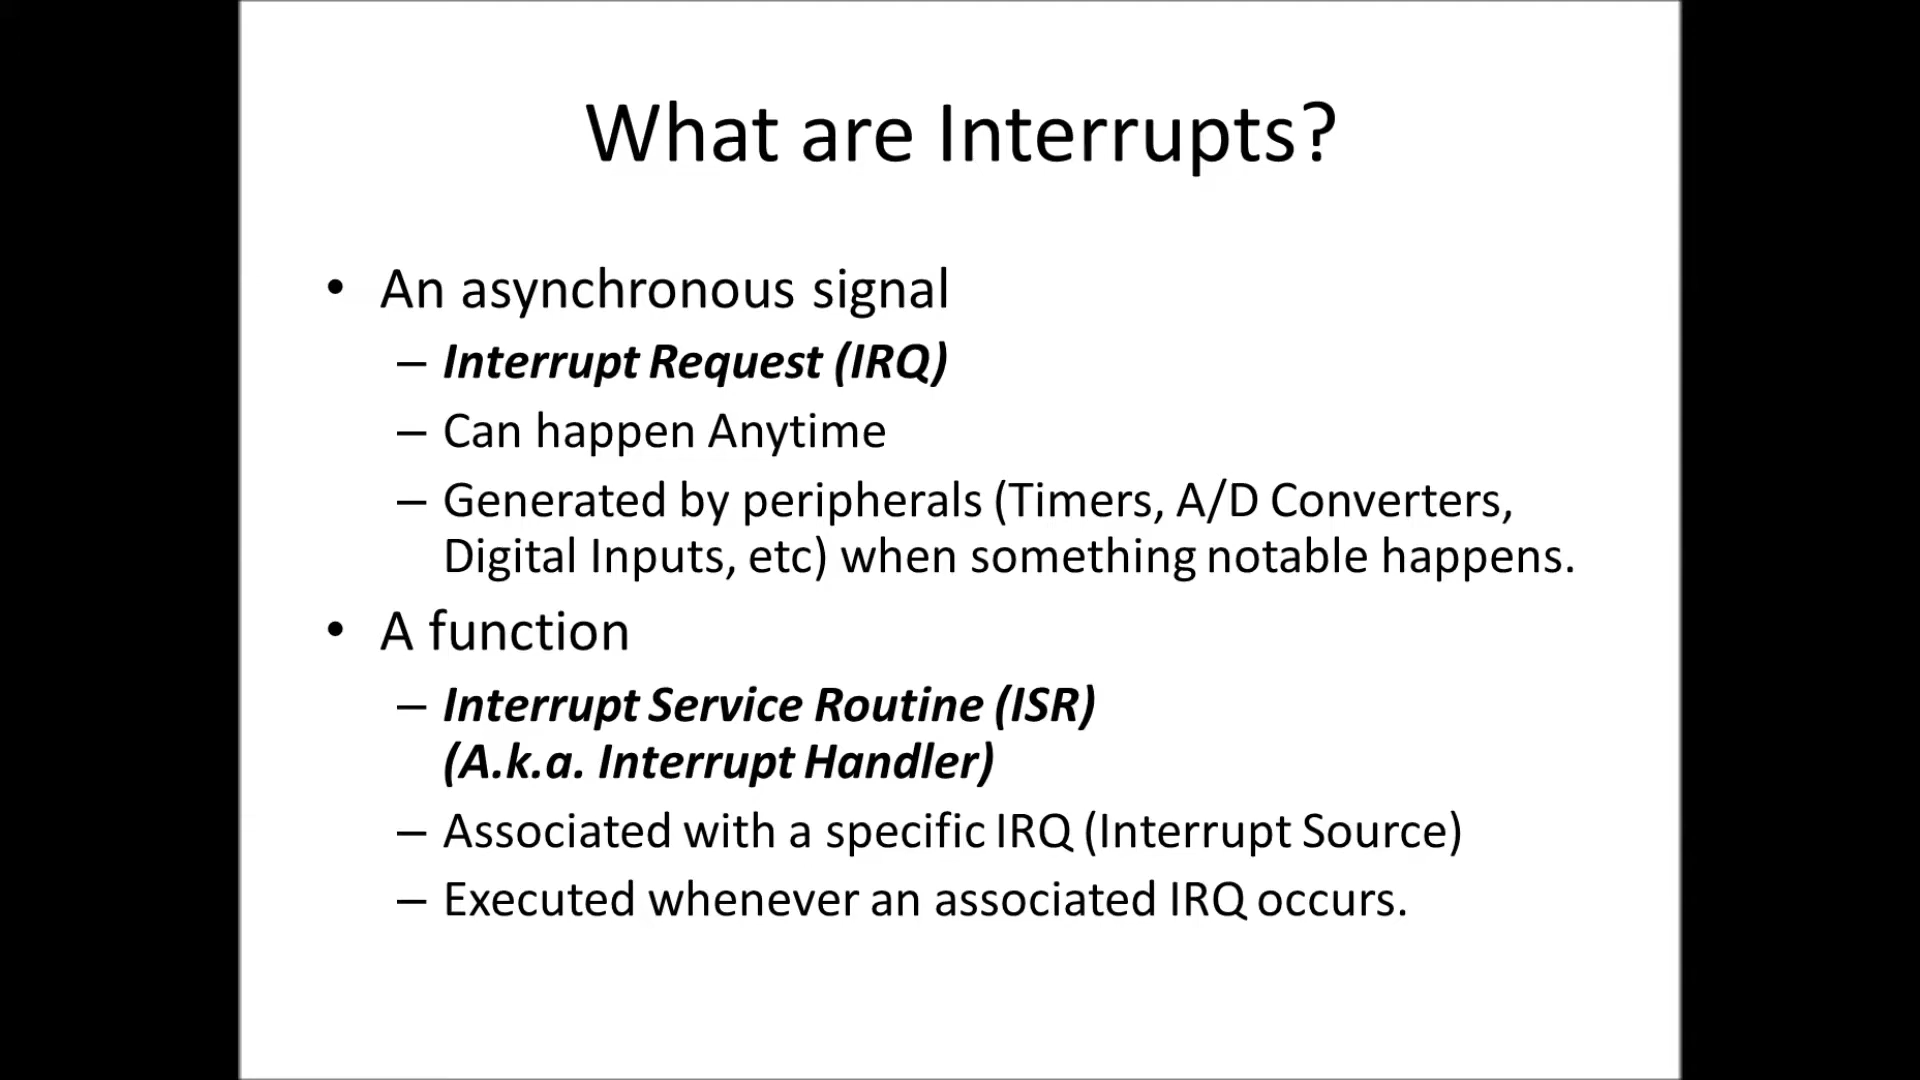 What are Interrupts?
• An asynchronous signal
– Interrupt Request (IRQ)
– Can happen Anytime
– Generated by peripherals (Timers, A/D Converters,
Digital Inputs, etc) when something notable happens.
• A function
– Interrupt Service Routine (ISR)
(A.k.a. Interrupt Handler)
– Associated with a specific IRQ (Interrupt Source)
– Executed whenever an associated IRQ occurs.